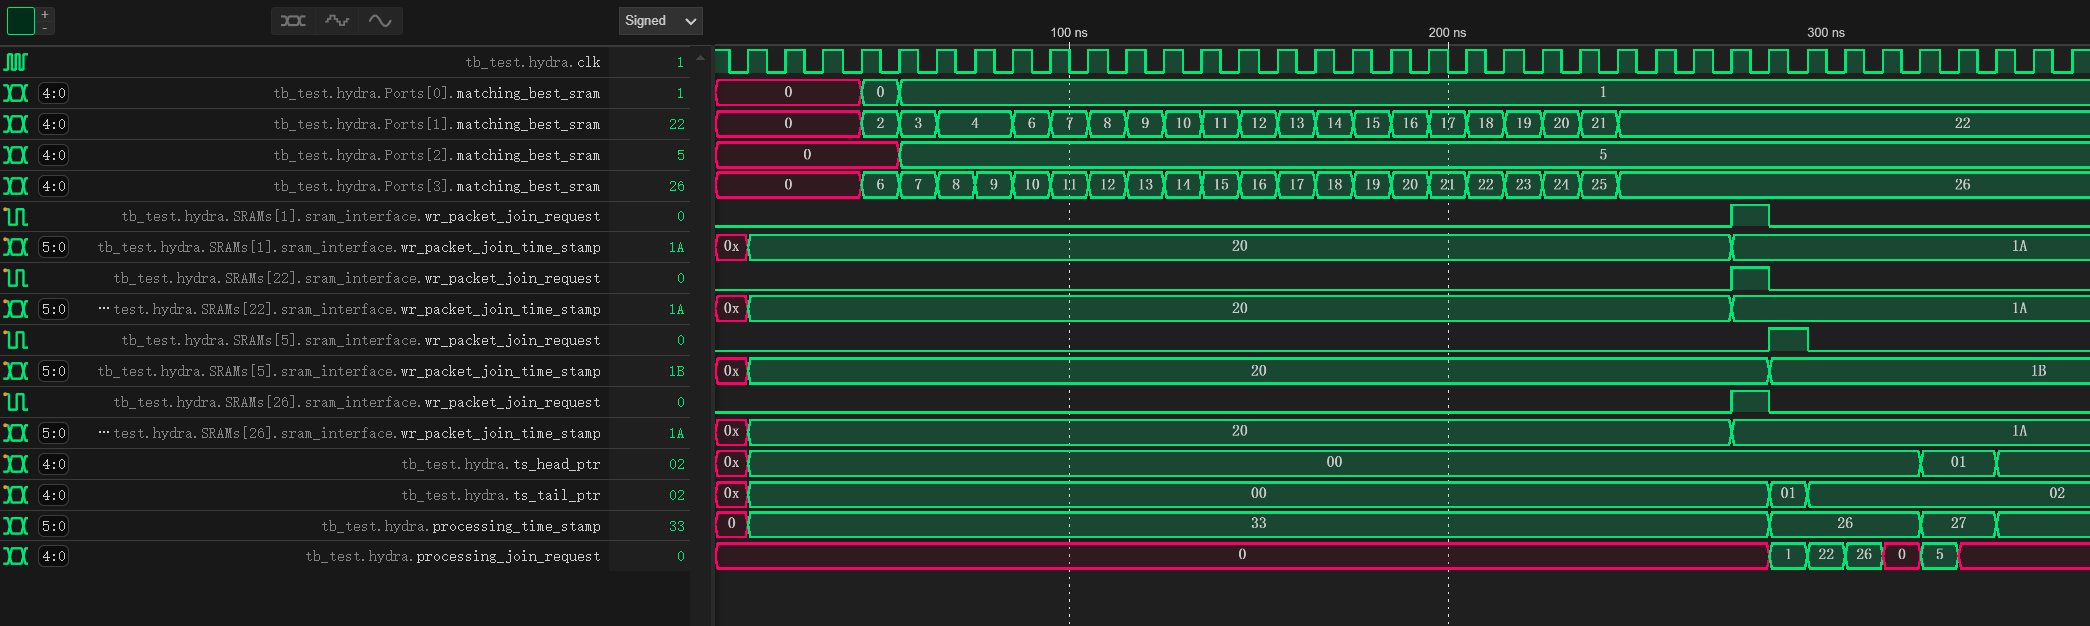 +
-
Signed
100 ns 200 ns 300 ns
tb_test.hydra.clk 1
4:0 tb_test.hydra.Ports[0].matching_best_sram 1 0 0 1
4:0 tb_test.hydra.Ports[1].matching_best_sram 22 0 2 3 4 6 7 8 9 10 11 12 13 14 15 16 17 18 19 20 21 22
4:0 tb_test.hydra.Ports[2].matching_best_sram 5 0 5
4:0 tb_test.hydra.Ports[3].matching_best_sram 26 0 6 7 8 9 10 11 12 13 14 15 16 17 18 19 20 21 22 23 24 25 26
tb_test.hydra.SRAMs[1].sram_interface.wr_packet_join_request 0
5:0 tb_test.hydra.SRAMs[1].sram_interface.wr_packet_join_time_stamp 1A 0x 20 1A
tb_test.hydra.SRAMs[22].sram_interface.wr_packet_join_request 0
5:0 ···test.hydra.SRAMs[22].sram_interface.wr_packet_join_time_stamp 1A 0x 20 1A
tb_test.hydra.SRAMs[5].sram_interface.wr_packet_join_request 0
5:0 tb_test.hydra.SRAMs[5].sram_interface.wr_packet_join_time_stamp 1B 0x 20 1B
tb_test.hydra.SRAMs[26].sram_interface.wr_packet_join_request 0
5:0 ···test.hydra.SRAMs[26].sram_interface.wr_packet_join_time_stamp 1A 0x 20 1A
4:0 tb_test.hydra.ts_head_ptr 02 0x 00 01
4:0 tb_test.hydra.ts_tail_ptr 02 0x 00 01 02
5:0 tb_test.hydra.processing_time_stamp 33 0 33 26 27
4:0 tb_test.hydra.processing_join_request 0 0 1 22 26 0 5